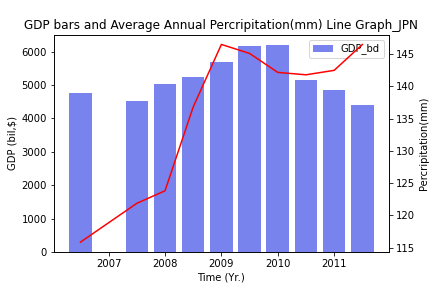 GDP bars and Average Annual Percripitation(mm) Line Graph_JPN
GDP_bd
GDP (bil,$)
6000
5000
4000
3000
2000
1000
0
2007 2008 2009 2010 2011
Time (Yr.)
145
140
135
130
125
120
115
Percripitation(mm)